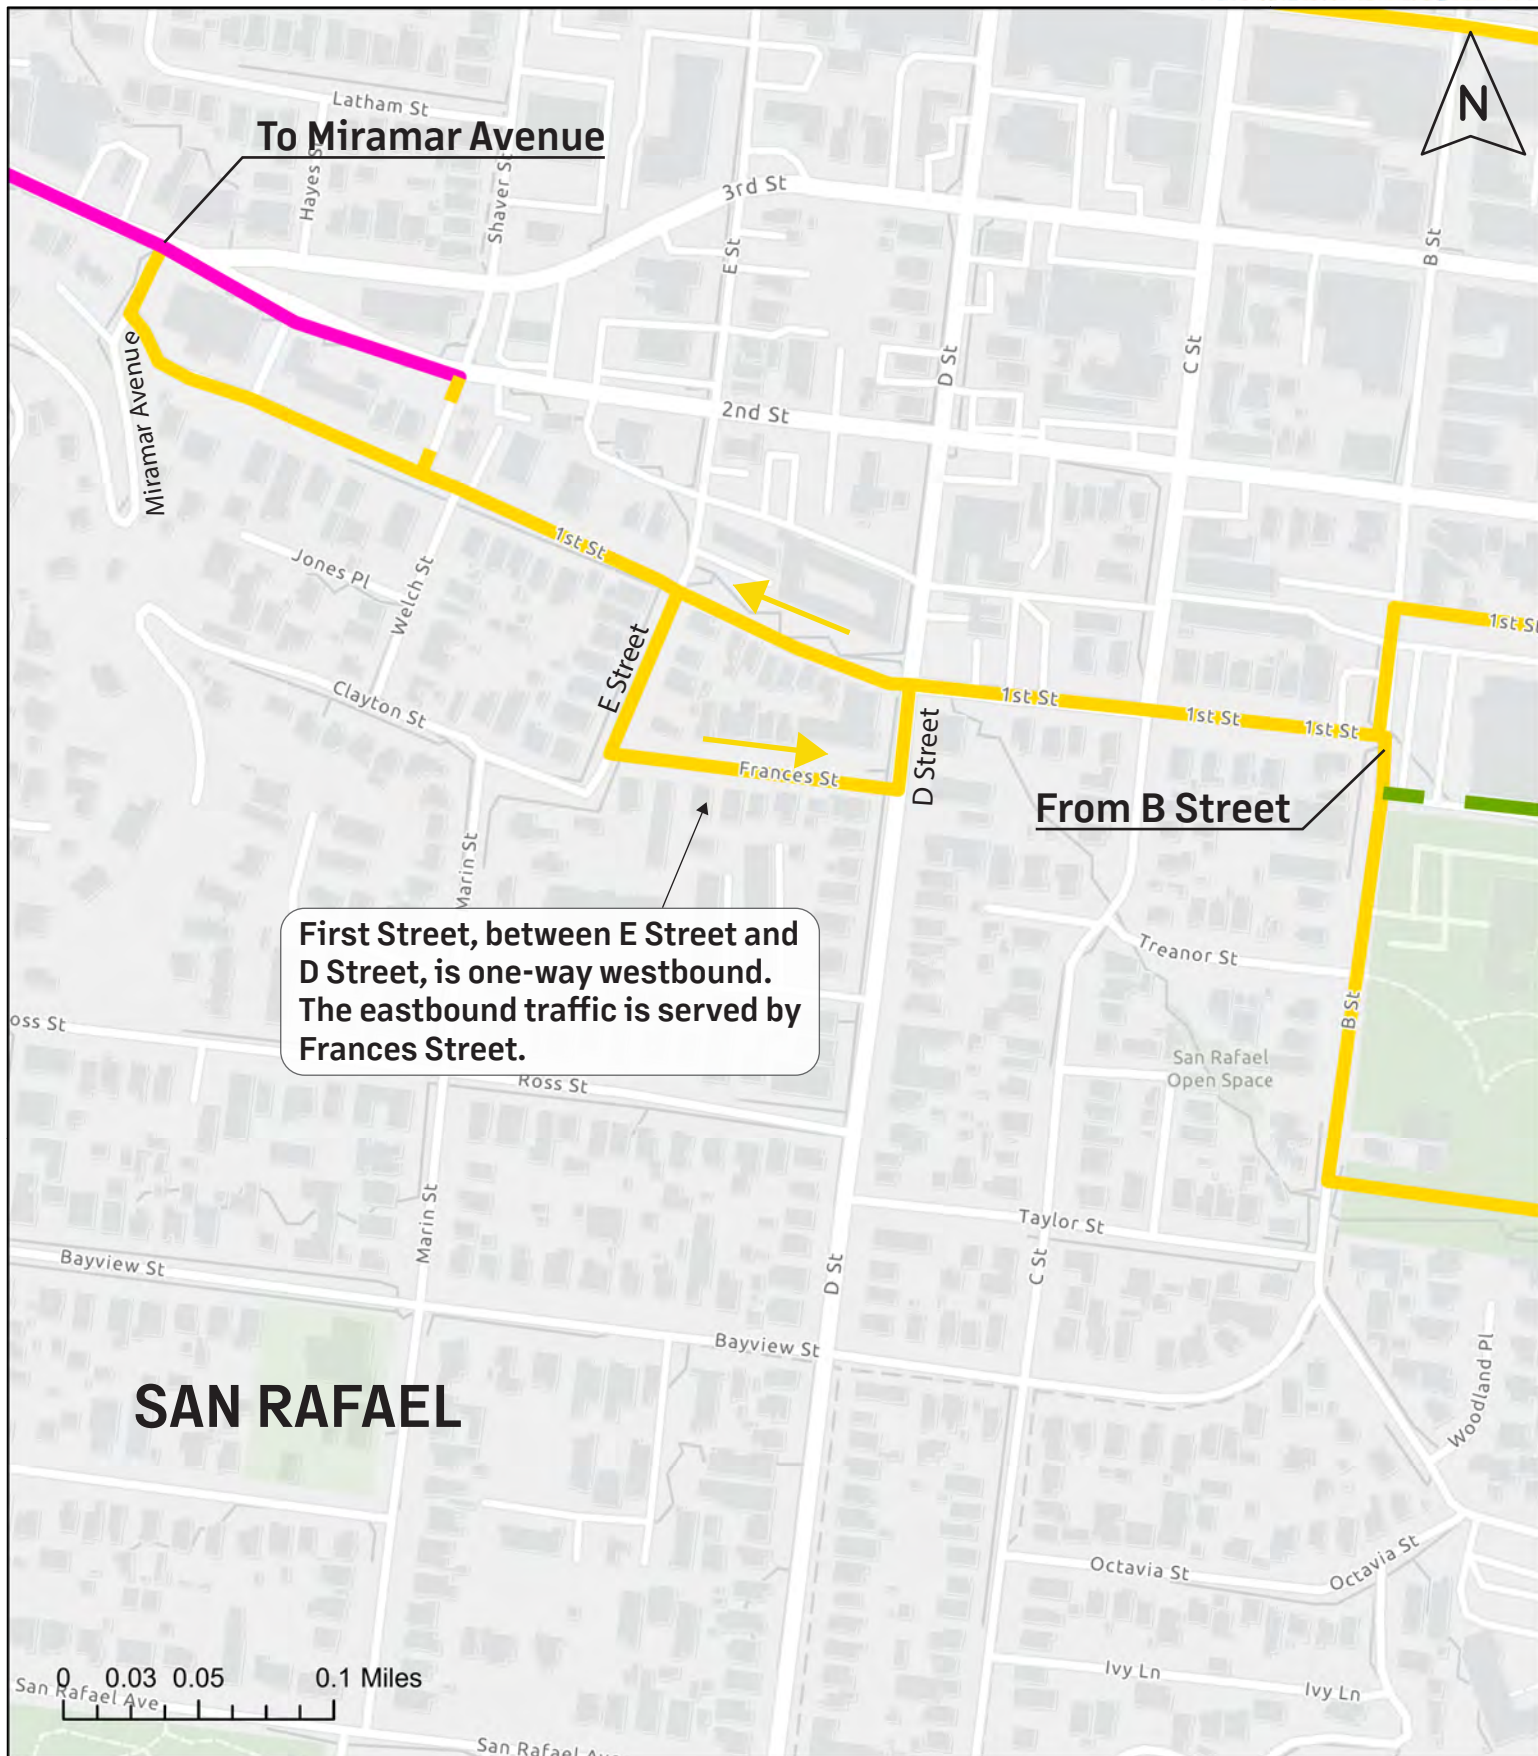 Latham St
To Miramar Avenue
N
Hayes St
Shaver St
3rd St
E St
B St
Miramar Avenue
D St
C St
2nd St
1st St
Jones Pl
Welch St
1st St
E Street
Clayton St
1st St
1st St
1st St
D Street
Frances St
From B Street
Marin St
First Street, between E Street and
D Street, is one-way westbound.
The eastbound traffic is served by
Frances Street.
Treanor St
B St
oss St
San Rafael
Open Space
Ross St
Marin St
Taylor St
Bayview St
D St
C St
Bayview St
Woodland Pl
SAN RAFAEL
Octavia St
Octavia St
0 0.03 0.05 0.1 Miles
Ivy Ln
Ivy Ln
San Rafael Ave
San Rafael Ave